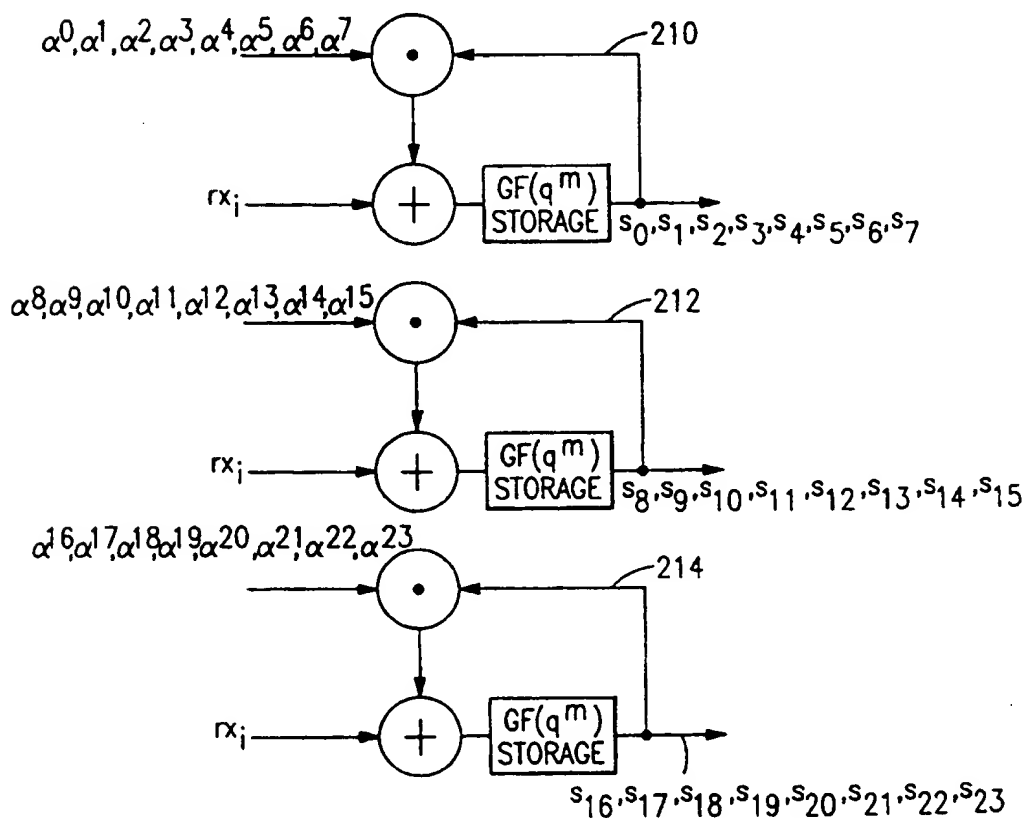 α⁰,α¹,α²,α³,α⁴,α⁵,α⁶,α⁷
210
rxᵢ
+
GF(qᵐ)
STORAGE
s₀,s₁,s₂,s₃,s₄,s₅,s₆,s₇
α⁸,α⁹,α¹⁰,α¹¹,α¹²,α¹³,α¹⁴,α¹⁵
212
rxᵢ
+
GF(qᵐ)
STORAGE
s₈,s₉,s₁₀,s₁₁,s₁₂,s₁₃,s₁₄,s₁₅
α¹⁶,α¹⁷,α¹⁸,α¹⁹,α²⁰,α²¹,α²²,α²³
214
rxᵢ
+
GF(qᵐ)
STORAGE
s₁₆,s₁₇,s₁₈,s₁₉,s₂₀,s₂₁,s₂₂,s₂₃